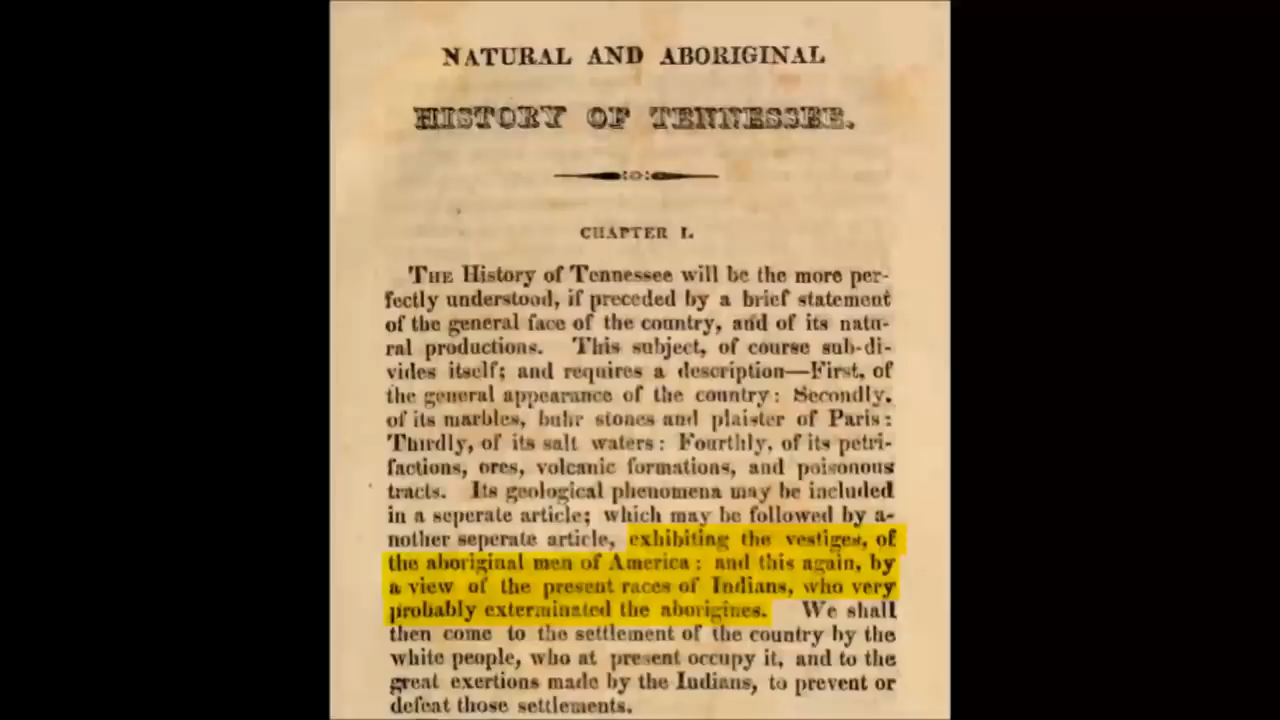 NATURAL AND ABORIGINAL
HISTORY OF TENNESSEE.
CHAPTER I.
THE History of Tennessee will be the more per-
fectly understood, if preceded by a brief statement
of the general face of the country, and of its natu-
ral productions. This subject, of course sub-di-
vides itself; and requires a description—First, of
the general appearance of the country: Secondly,
of its marbles, buhr stones and plaister of Paris:
Thirdly, of its salt waters: Fourthly, of its petri-
factions, ores, volcanic formations, and poisonous
tracts. Its geological phenomena may be included
in a seperate article; which may be followed by a-
nother seperate article, exhibiting the vestiges, of
the aboriginal men of America: and this again, by
a view of the present races of Indians, who very
probably exterminated the aborigines. We shall
then come to the settlement of the country by the
white people, who at present occupy it, and to the
great exertions made by the Indians, to prevent or
defeat those settlements.